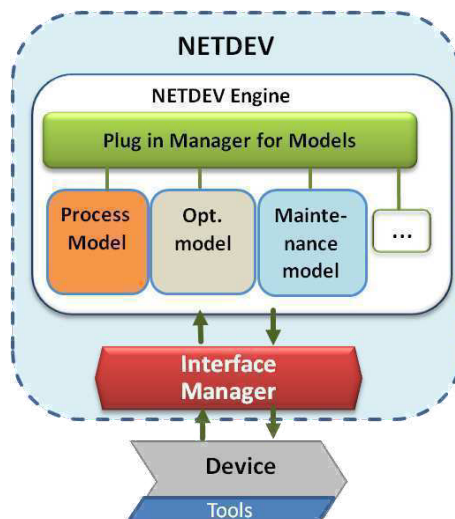 NETDEV
NETDEV Engine
Plug in Manager for Models
Process
Model
Opt.
model
Mainte-
nance
model
...
Interface
Manager
Device
Tools